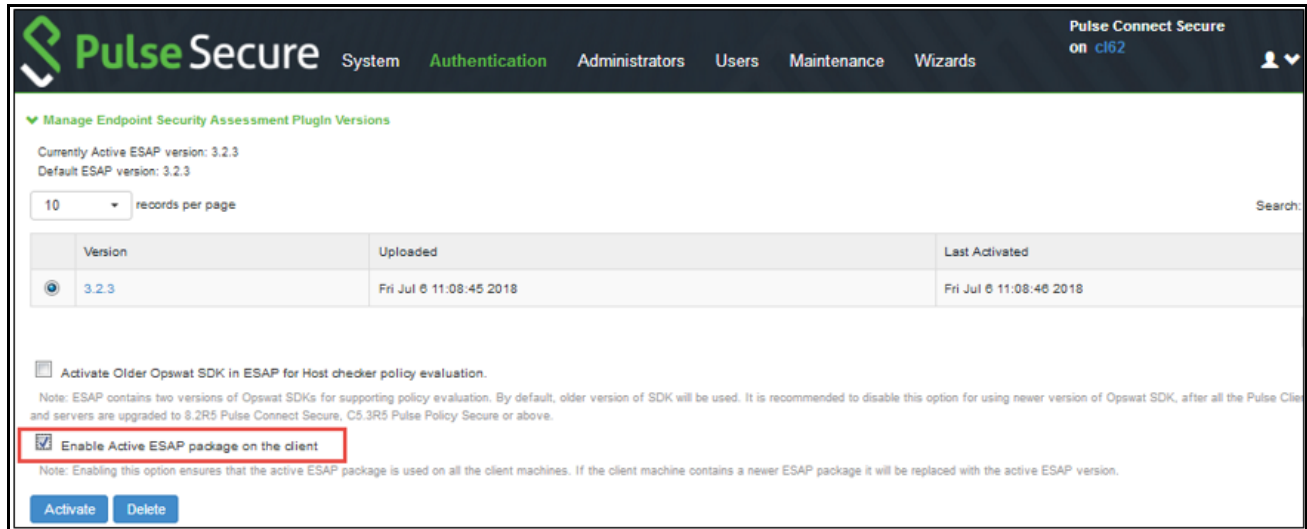 Pulse Secure
System Authentication Administrators Users Maintenance Wizards
Pulse Connect Secure
on cl62
Manage Endpoint Security Assessment PlugIn Versions
Currently Active ESAP version: 3.2.3
Default ESAP version: 3.2.3
10 records per page
Search:
Version Uploaded Last Activated
3.2.3 Fri Jul 6 11:08:45 2018 Fri Jul 6 11:08:46 2018
Activate Older Opswat SDK in ESAP for Host checker policy evaluation.
Note: ESAP contains two versions of Opswat SDKs for supporting policy evaluation. By default, older version of SDK will be used. It is recommended to disable this option for using newer version of Opswat SDK, after all the Pulse Clie
and servers are upgraded to 8.2R5 Pulse Connect Secure, C5.3R5 Pulse Policy Secure or above.
Enable Active ESAP package on the client
Note: Enabling this option ensures that the active ESAP package is used on all the client machines. If the client machine contains a newer ESAP package it will be replaced with the active ESAP version.
Activate Delete